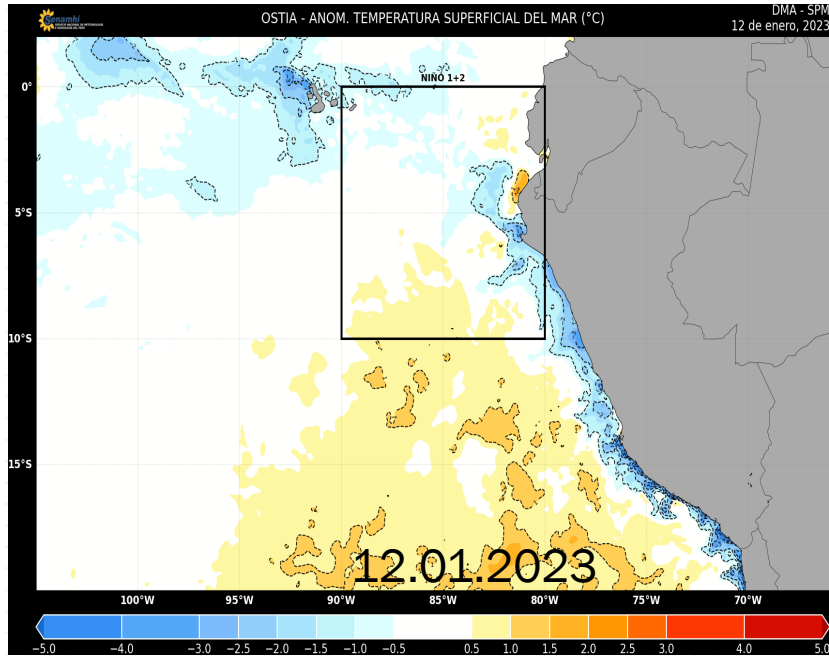 Senamhi
OSTIA - ANOM. TEMPERATURA SUPERFICIAL DEL MAR (°C)
DMA - SPM
12 de enero, 2023
NIÑO 1+2
0°
5°S
10°S
15°S
12.01.2023
100°W
95°W
90°W
85°W
80°W
75°W
70°W
−5.0
−4.0
−3.0
−2.5
−2.0
−1.5
−1.0
−0.5
0.5
1.0
1.5
2.0
2.5
3.0
4.0
5.0